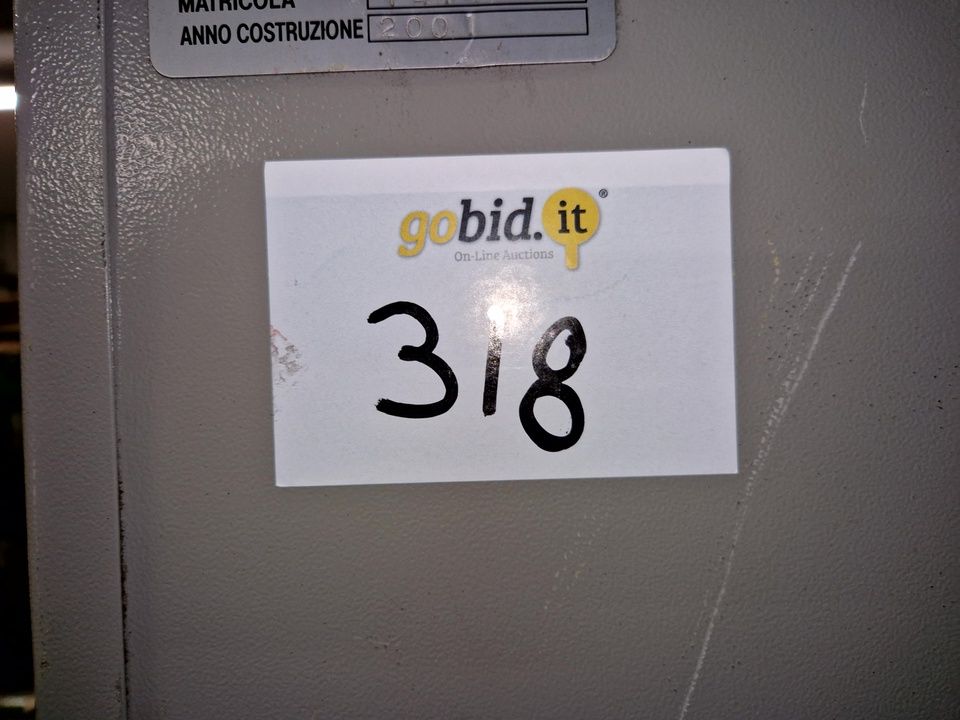 MATRICOLA
ANNO COSTRUZIONE 2001
gobid.it®
On-Line Auctions
318